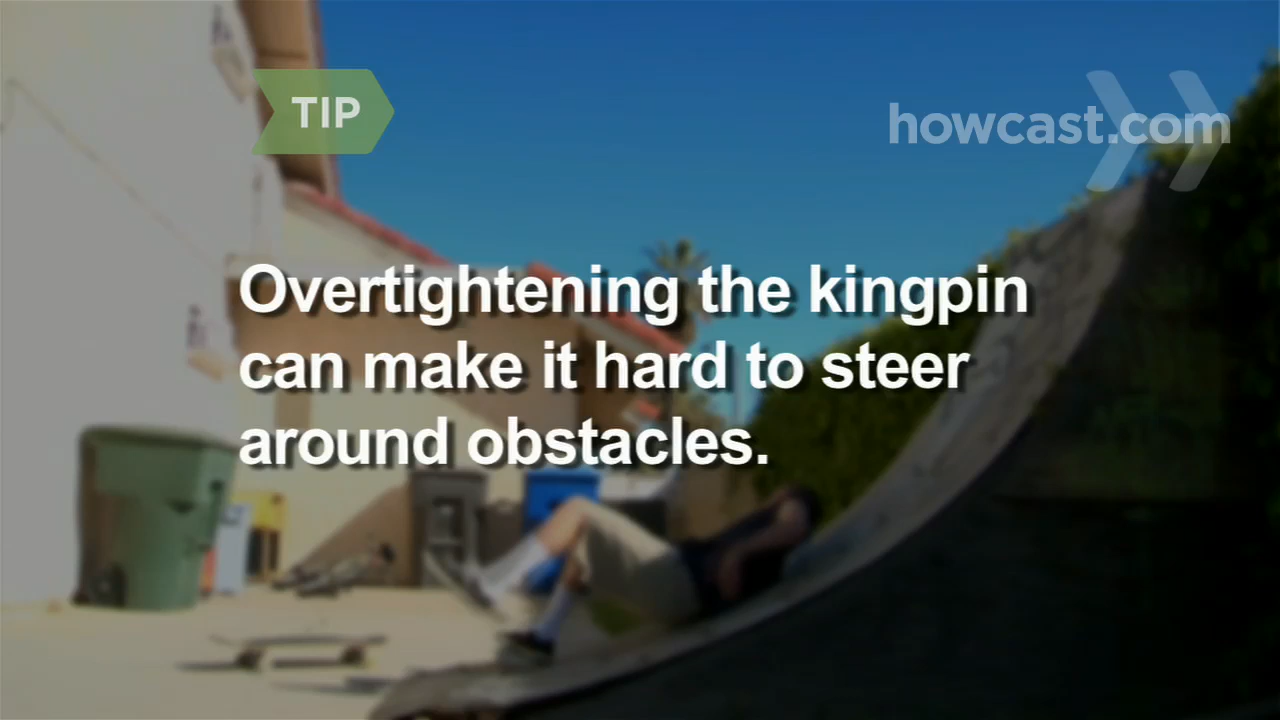 TIP
howcast.com
Overtightening the kingpin
can make it hard to steer
around obstacles.